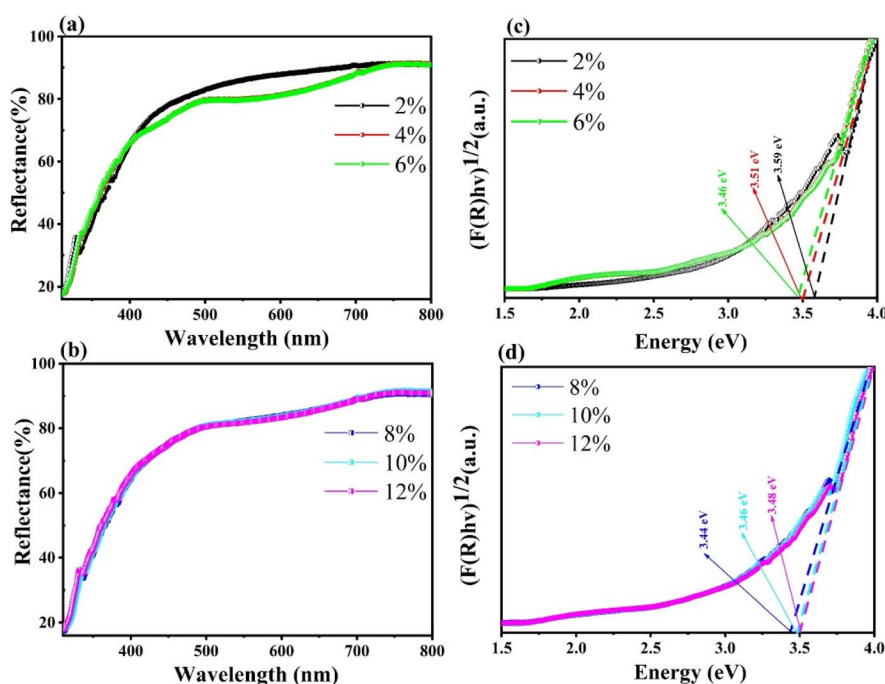 (a)
100
80
60
40
20
Reflectance(%)
2%
4%
6%
400 500 600 700 800
Wavelength (nm)
(c)
(F(R)hv)1/2(a.u.)
2%
4%
6%
3.46 eV
3.51 eV
3.59 eV
1.5 2.0 2.5 3.0 3.5 4.0
Energy (eV)
(b)
100
80
60
40
20
Reflectance(%)
8%
10%
12%
400 500 600 700 800
Wavelength (nm)
(d)
(F(R)hv)1/2(a.u.)
8%
10%
12%
3.44 eV
3.46 eV
3.48 eV
1.5 2.0 2.5 3.0 3.5 4.0
Energy (eV)